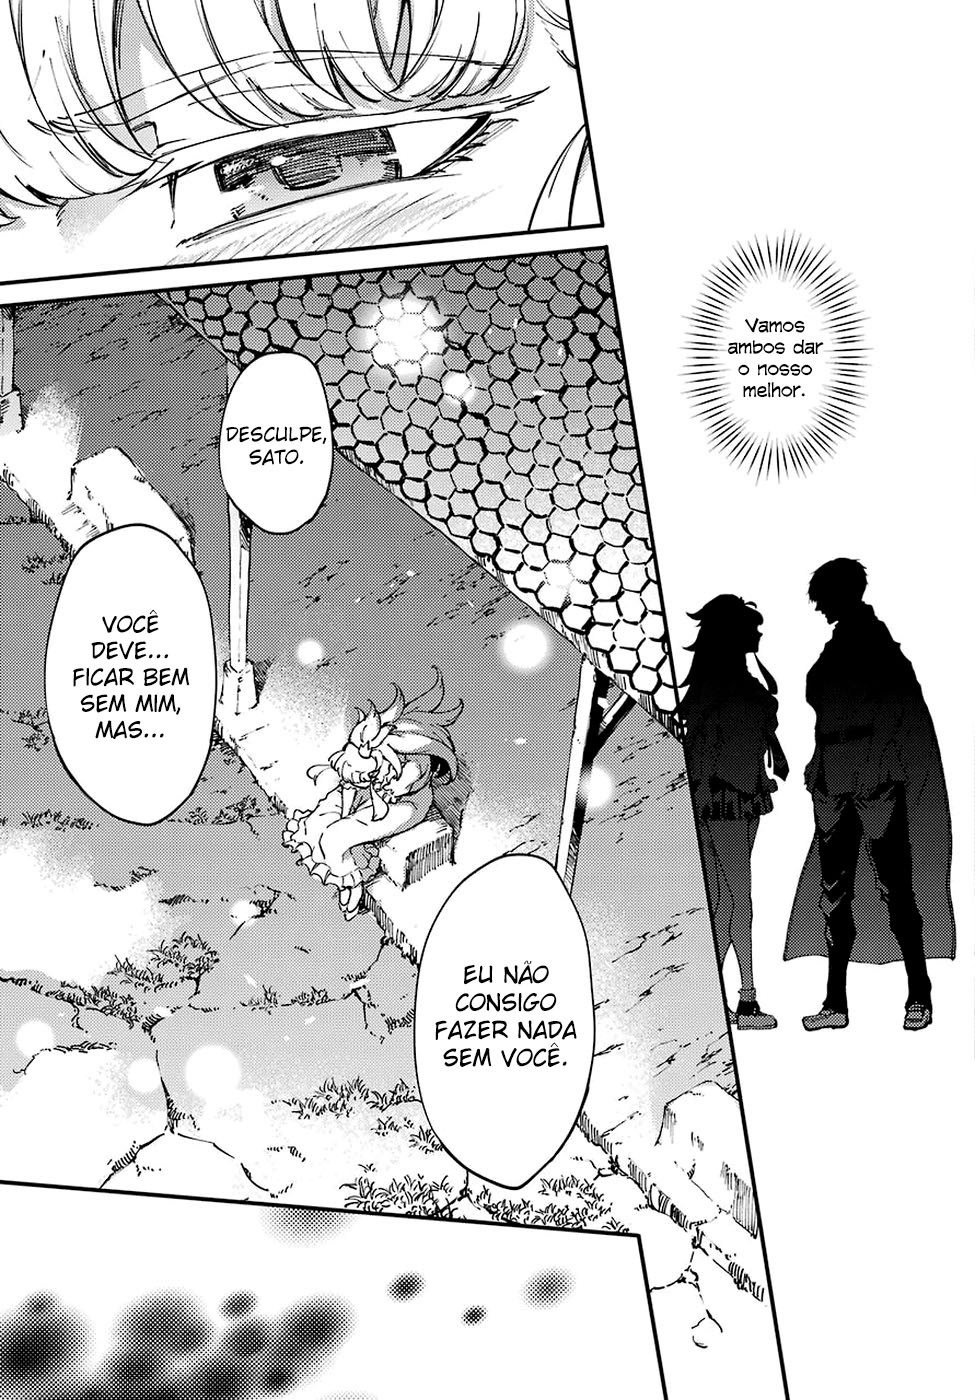 Vamos
ambos dar
o nosso
melhor.
DESCULPE,
SATO.
VOCÊ
DEVE...
FICAR BEM
SEM MIM,
MAS...
EU NÃO
CONSIGO
FAZER NADA
SEM VOCÊ.